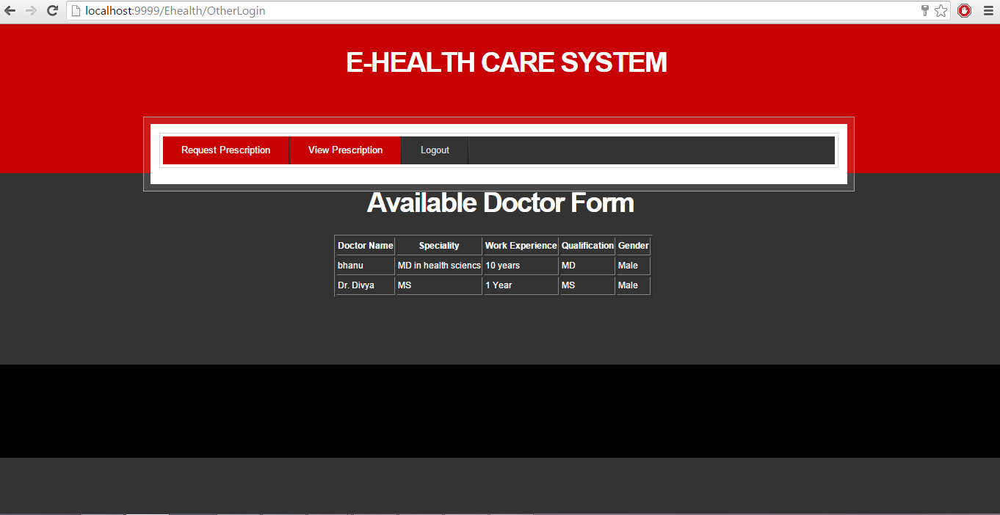 localhost:9999/Ehealth/OtherLogin
E-HEALTH CARE SYSTEM
Request Prescription View Prescription Logout
Available Doctor Form
Doctor Name Speciality Work Experience Qualification Gender
bhanu MD in health sciencs 10 years MD Male
Dr. Divya MS 1 Year MS Male